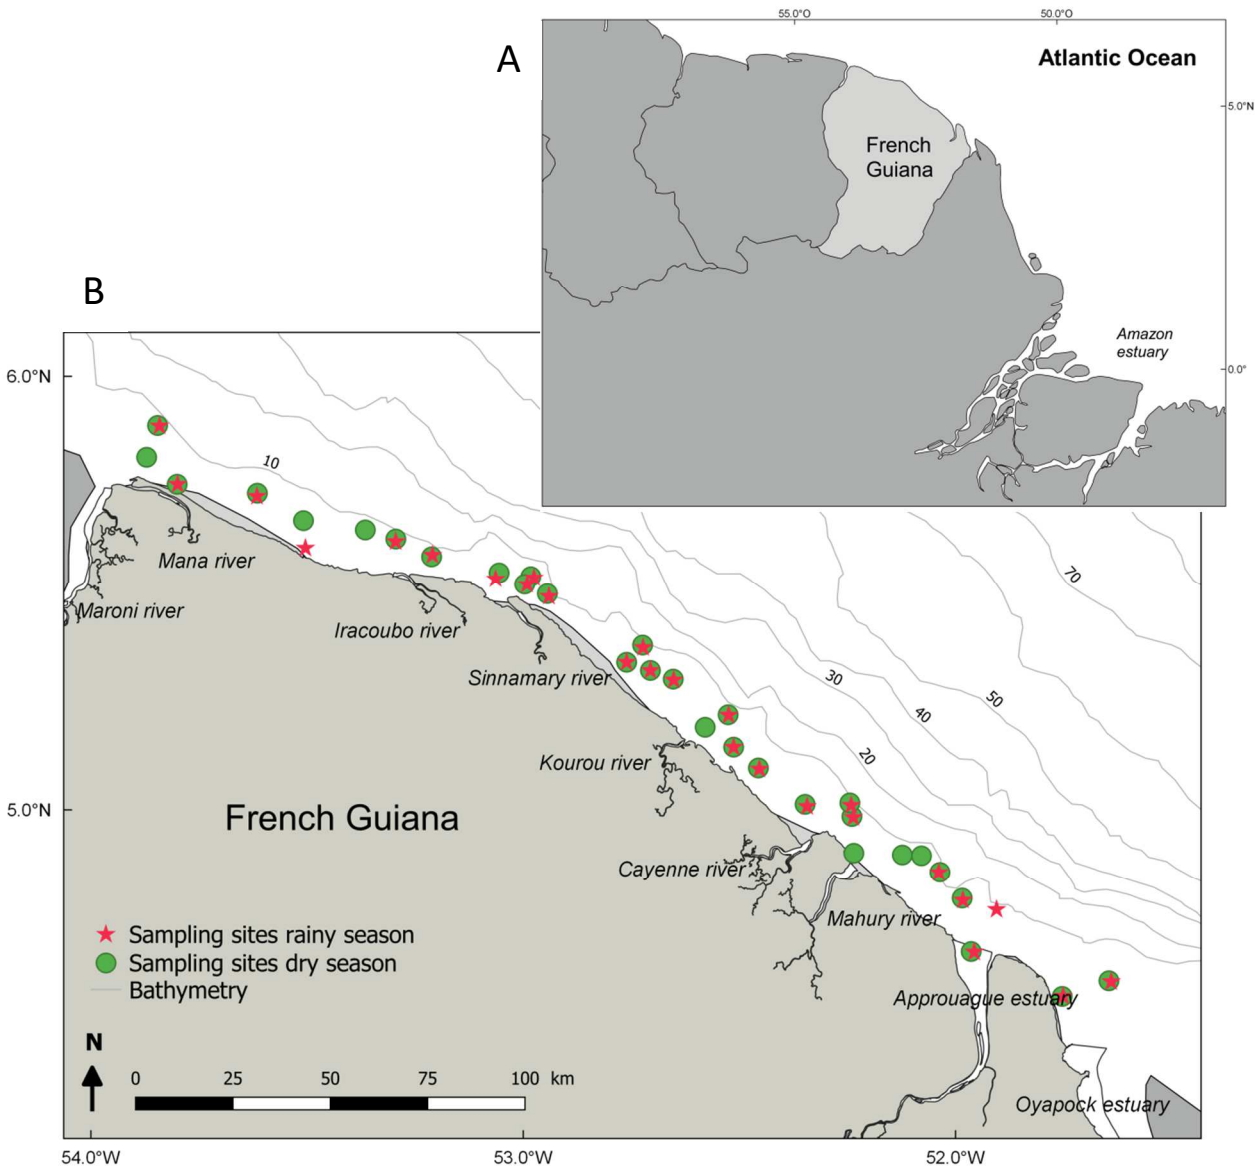 55.0°O
50.0°O
A
Atlantic Ocean
5.0°N
French
Guiana
B
Amazon
estuary
0.0°
6.0°N
10
Mana river
Maroni river
Iracoubo river
70
Sinnamary river
30
50
40
Kourou river
20
5.0°N
French Guiana
Cayenne river
Mahury river
Sampling sites rainy season
Sampling sites dry season
Bathymetry
Approuague estuary
N
0 25 50 75 100 km
Oyapock estuary
54.0°W
53.0°W
52.0°W